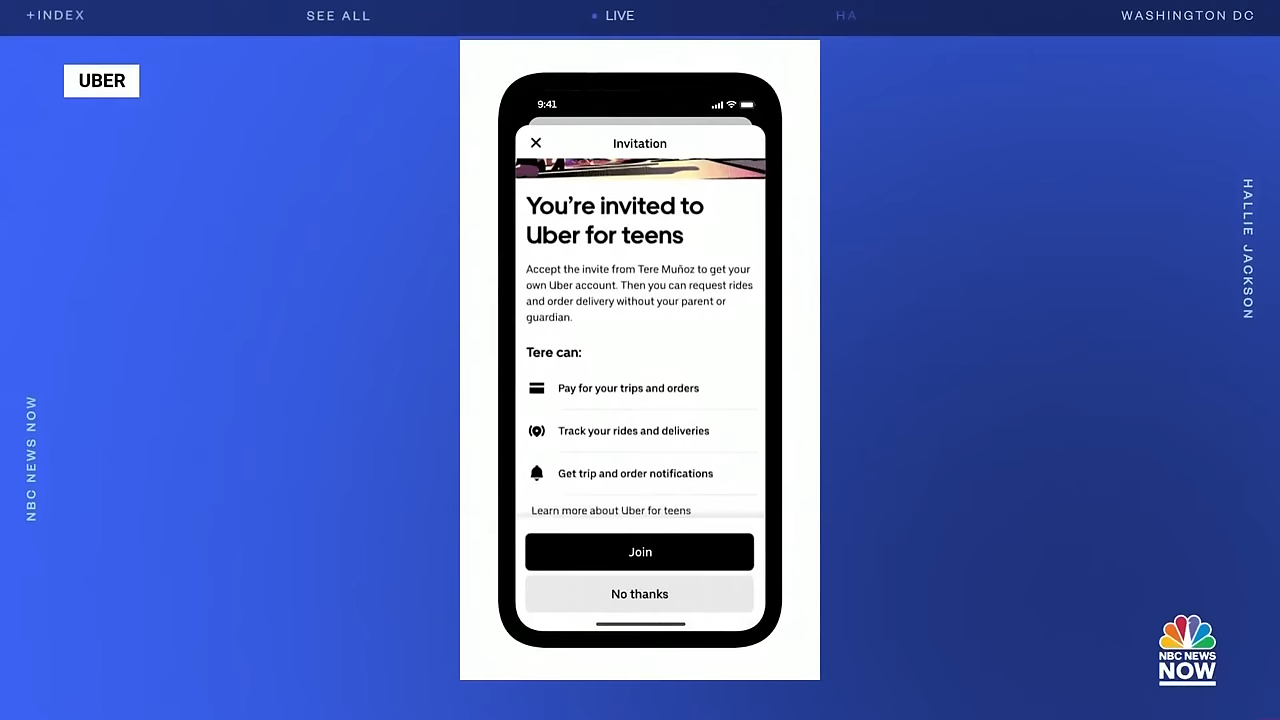 +INDEX
SEE ALL
LIVE
HA
WASHINGTON DC
UBER
9:41
Invitation
You're invited to
Uber for teens
Accept the invite from Tere Muñoz to get your
own Uber account. Then you can request rides
and order delivery without your parent or
guardian.
Tere can:
Pay for your trips and orders
Track your rides and deliveries
Get trip and order notifications
Learn more about Uber for teens
Join
No thanks
NBC NEWS NOW
HALLIE JACKSON
NBC NEWS
NOW